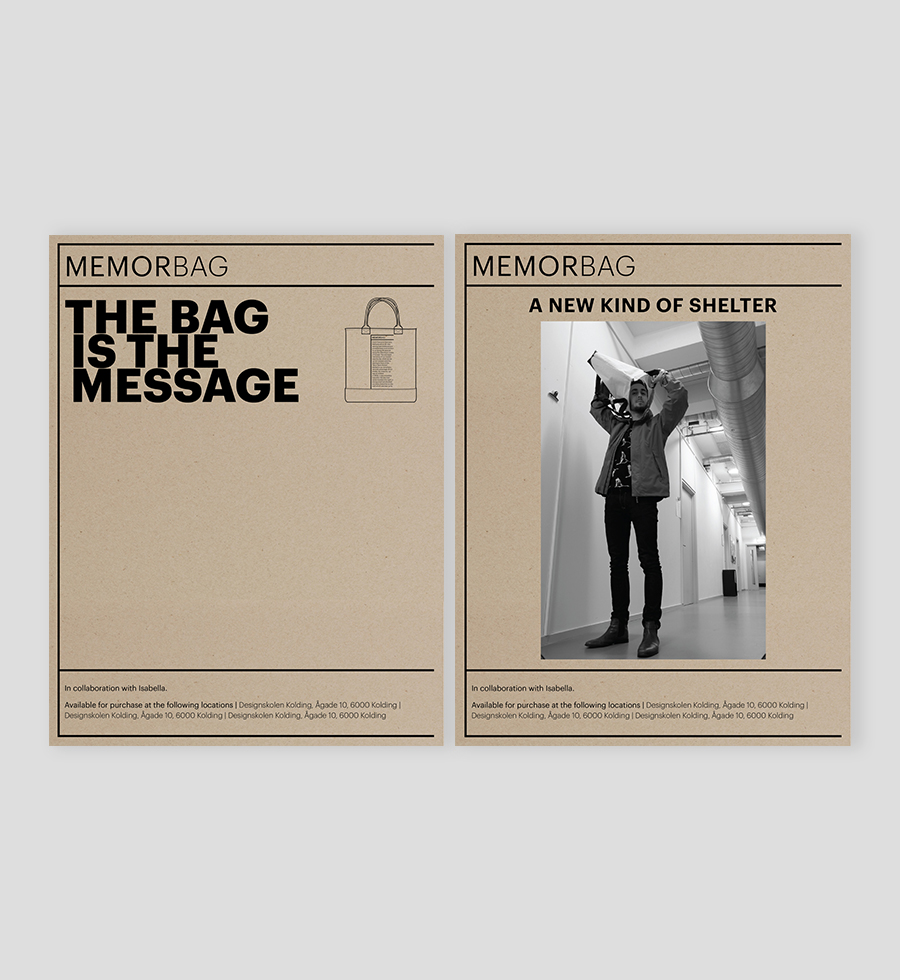 MEMORBAG
THE BAG
IS THE
MESSAGE
In collaboration with Isabella.
Available for purchase at the following locations | Designskolen Kolding, Ågade 10, 6000 Kolding |
Designskolen Kolding, Ågade 10, 6000 Kolding | Designskolen Kolding, Ågade 10, 6000 Kolding
MEMORBAG
A NEW KIND OF SHELTER
In collaboration with Isabella.
Available for purchase at the following locations | Designskolen Kolding, Ågade 10, 6000 Kolding |
Designskolen Kolding, Ågade 10, 6000 Kolding | Designskolen Kolding, Ågade 10, 6000 Kolding